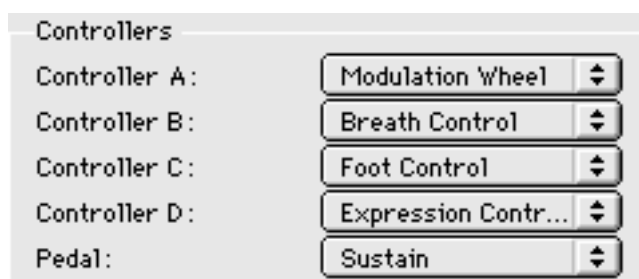 Controllers
Controller A: Modulation Wheel
Controller B: Breath Control
Controller C: Foot Control
Controller D: Expression Contr...
Pedal: Sustain